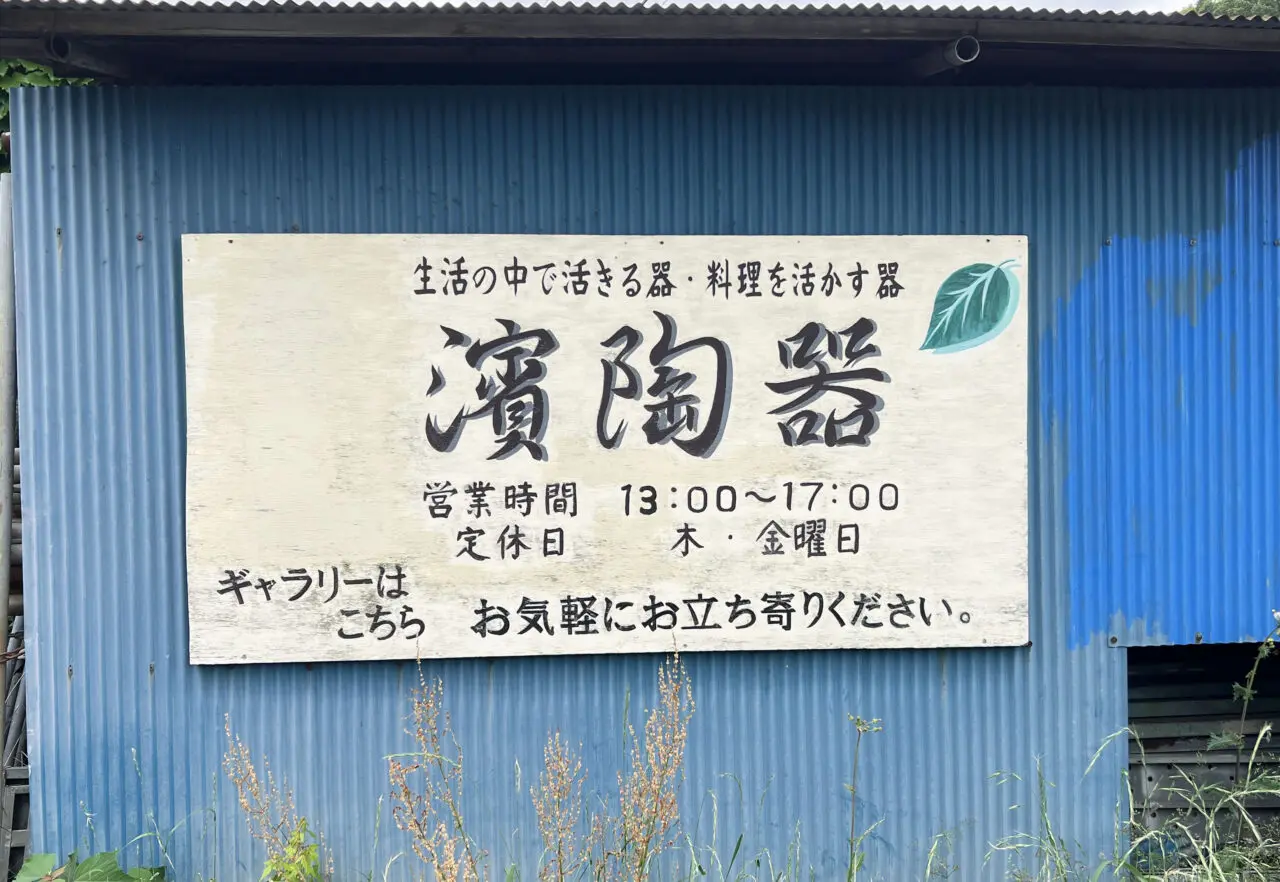 生活の中で活きる器・料理を活かす器
濱陶器
営業時間 13:00～17:00
定休日 木・金曜日
ギャラリーは
こちら お気軽にお立ち寄りください。